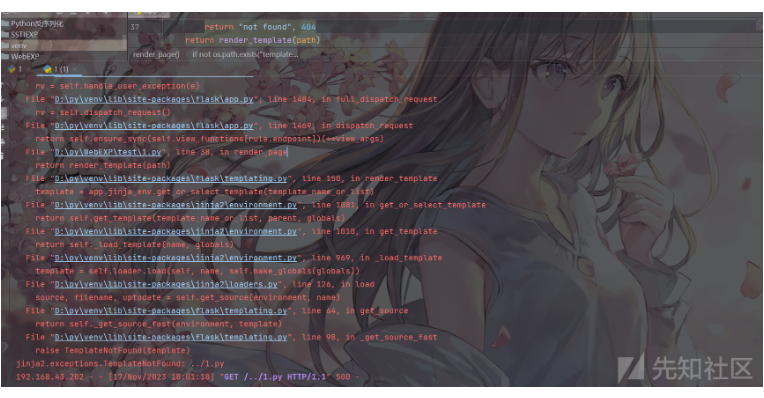 Python反序列化
SSTIEXP
venv
WebEXP
37
return "not found", 404
return render_template(path)
render_page()
if not os.path.exists("template...
1
1 (1)
rv = self.handle_user_exception(e)
File "D:\py\venv\lib\site-packages\flask\app.py", line 1484, in full_dispatch_request
rv = self.dispatch_request()
File "D:\py\venv\lib\site-packages\flask\app.py", line 1469, in dispatch_request
return self.ensure_sync(self.view_functions[rule.endpoint])(**view_args)
File "D:\py\WebEXP\test\1.py", line 38, in render_page
return render_template(path)
File "D:\py\venv\lib\site-packages\flask\templating.py", line 150, in render_template
template = app.jinja_env.get_or_select_template(template_name_or_list)
File "D:\py\venv\lib\site-packages\jinja2\environment.py", line 1081, in get_or_select_template
return self.get_template(template_name_or_list, parent, globals)
File "D:\py\venv\lib\site-packages\jinja2\environment.py", line 1010, in get_template
return self._load_template(name, globals)
File "D:\py\venv\lib\site-packages\jinja2\environment.py", line 969, in _load_template
template = self.loader.load(self, name, self.make_globals(globals))
File "D:\py\venv\lib\site-packages\jinja2\loaders.py", line 126, in load
source, filename, uptodate = self.get_source(environment, name)
File "D:\py\venv\lib\site-packages\flask\templating.py", line 64, in get_source
return self._get_source_fast(environment, template)
File "D:\py\venv\lib\site-packages\flask\templating.py", line 98, in _get_source_fast
raise TemplateNotFound(template)
jinja2.exceptions.TemplateNotFound: ../1.py
192.168.43.202 - - [17/Nov/2023 18:01:18] "GET /../1.py HTTP/1.1" 500 -
先知社区